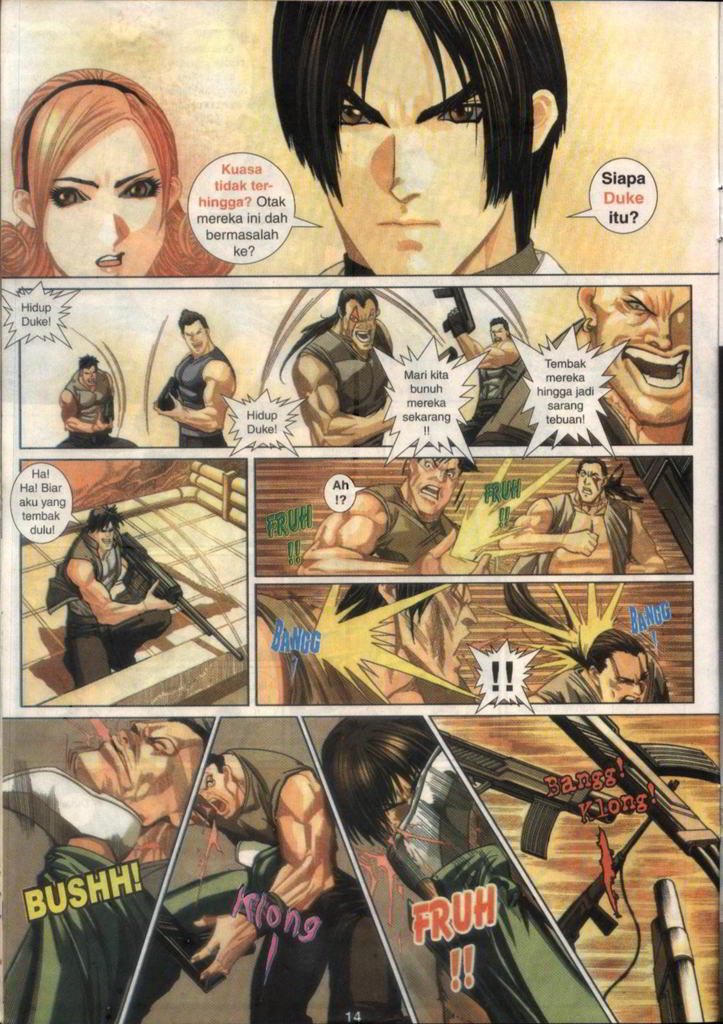 Kuasa
tidak ter-
hingga? Otak
mereka ini dah
bermasalah
ke?
Siapa
Duke
itu?
Hidup
Duke!
Hidup
Duke!
Mari kita
bunuh
mereka
sekarang
!!
Tembak
mereka
hingga jadi
sarang
tebuan!
Ha!
Ha! Biar
aku yang
tembak
dulu!
Ah
!?
FRUH
!!
FRUH
!!
BANGG
!
!!
BANGG
!
BUSHH!
Klong
!
FRUH
!!
Bangg!
Klong!
14